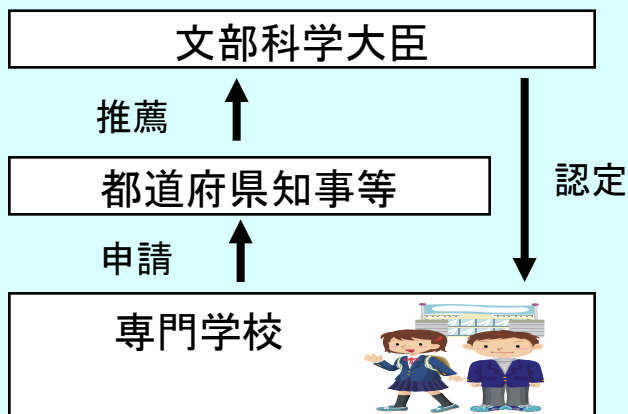 文部科学大臣
推薦
都道府県知事等
認定
申請
専門学校